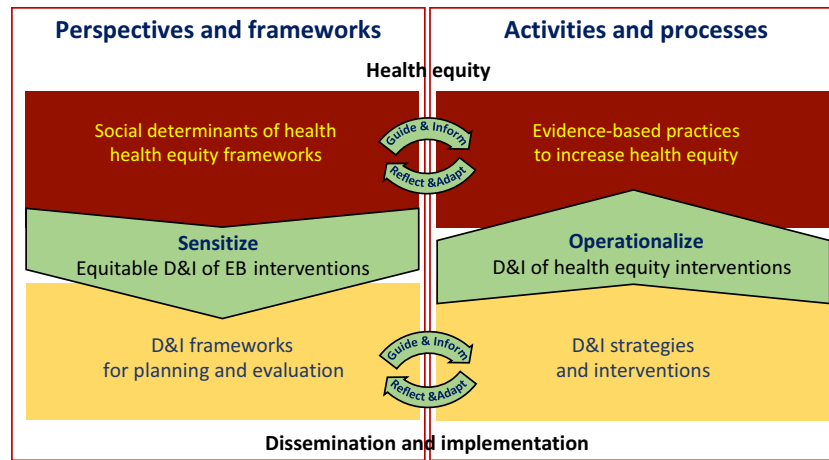 Perspectives and frameworks
Activities and processes
Health equity
Social determinants of health
health equity frameworks
Guide & Inform
Reflect &Adapt
Evidence-based practices
to increase health equity
Sensitize
Equitable D&I of EB interventions
Operationalize
D&I of health equity interventions
D&I frameworks
for planning and evaluation
Guide & Inform
Reflect &Adapt
D&I strategies
and interventions
Dissemination and implementation